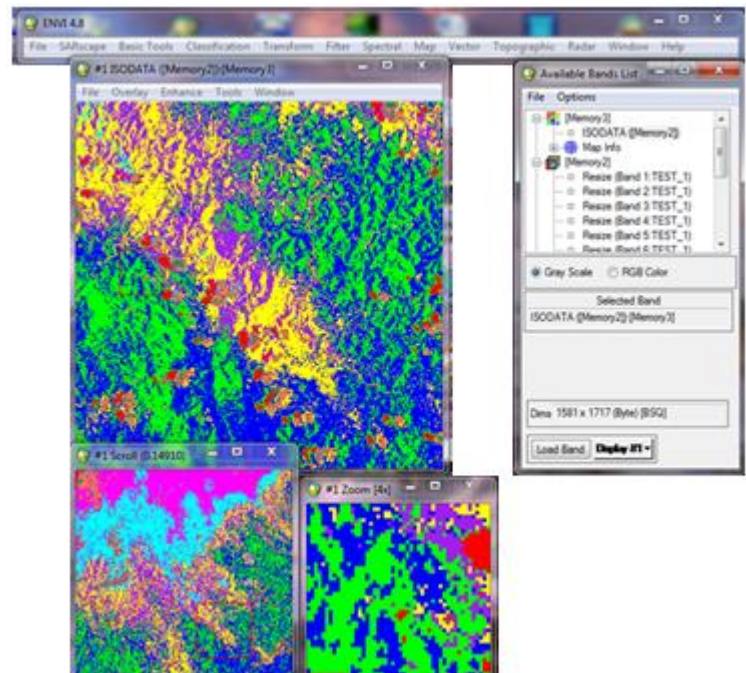 ENVI 4.8
File SARscape Basic Tools Classification Transform Filter Spectral Map Vector Topographic Radar Window Help
#1 ISODATA ([Memory2]):[Memory3]
File Overlay Enhance Tools Window
Available Bands List
File Options
[Memory3]
ISODATA ([Memory2])
Map Info
[Memory2]
Resize (Band 1:TEST_1)
Resize (Band 2:TEST_1)
Resize (Band 3:TEST_1)
Resize (Band 4:TEST_1)
Resize (Band 5:TEST_1)
Resize (Band 6:TEST_1)
Gray Scale RGB Color
Selected Band
ISODATA ([Memory2]):[Memory3]
Dims 1581 x 1717 (Byte) [BSQ]
Load Band Display #1
#1 Scroll (0.14910)
#1 Zoom [4x]